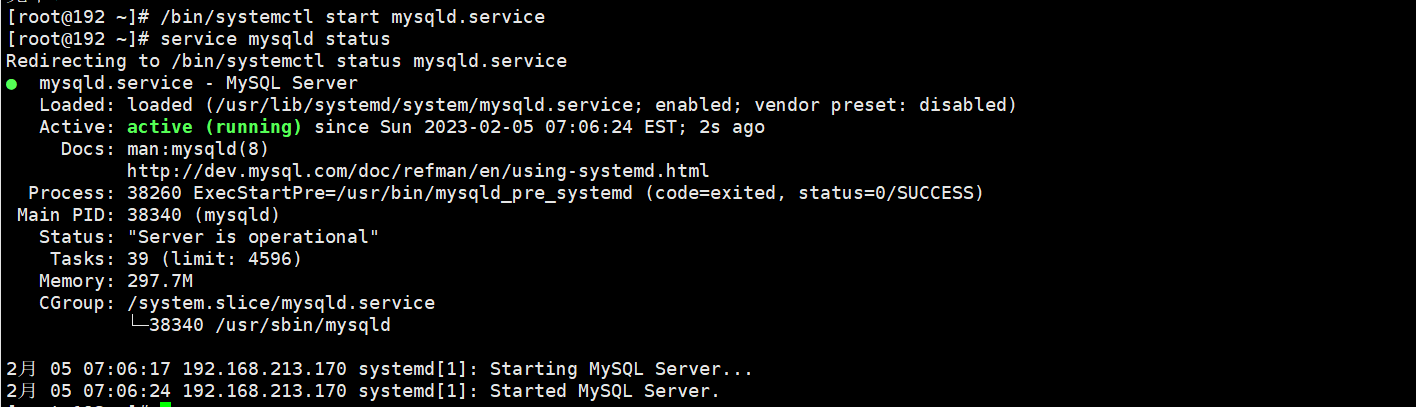 [root@192 ~]# /bin/systemctl start mysqld.service
[root@192 ~]# service mysqld status
Redirecting to /bin/systemctl status mysqld.service
● mysqld.service - MySQL Server
Loaded: loaded (/usr/lib/systemd/system/mysqld.service; enabled; vendor preset: disabled)
Active: active (running) since Sun 2023-02-05 07:06:24 EST; 2s ago
Docs: man:mysqld(8)
http://dev.mysql.com/doc/refman/en/using-systemd.html
Process: 38260 ExecStartPre=/usr/bin/mysqld_pre_systemd (code=exited, status=0/SUCCESS)
Main PID: 38340 (mysqld)
Status: "Server is operational"
Tasks: 39 (limit: 4596)
Memory: 297.7M
CGroup: /system.slice/mysqld.service
└─38340 /usr/sbin/mysqld
2月 05 07:06:17 192.168.213.170 systemd[1]: Starting MySQL Server...
2月 05 07:06:24 192.168.213.170 systemd[1]: Started MySQL Server.